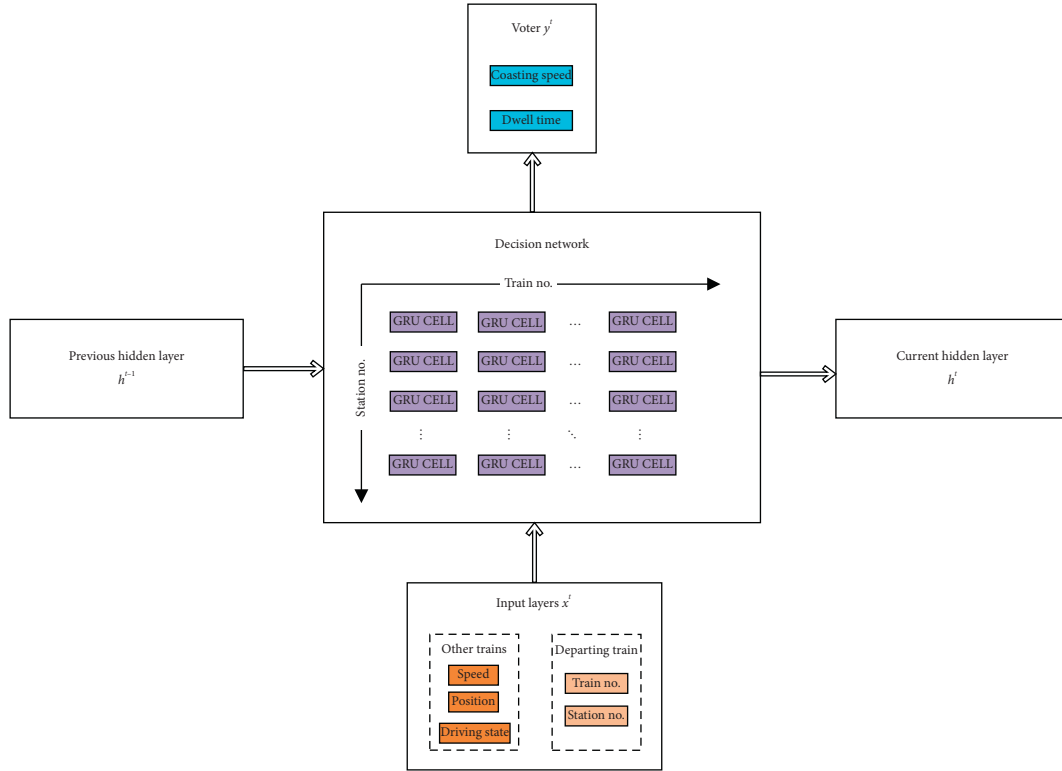 Voter y^t
Coasting speed
Dwell time
Decision network
Train no.
Station no.
GRU CELL GRU CELL ... GRU CELL
GRU CELL GRU CELL ... GRU CELL
GRU CELL GRU CELL ... GRU CELL
⋮ ⋮ ⋱ ⋮
GRU CELL GRU CELL ... GRU CELL
Previous hidden layer
h^{t–1}
Current hidden layer
h^t
Input layers x^t
Other trains
Speed
Position
Driving state
Departing train
Train no.
Station no.